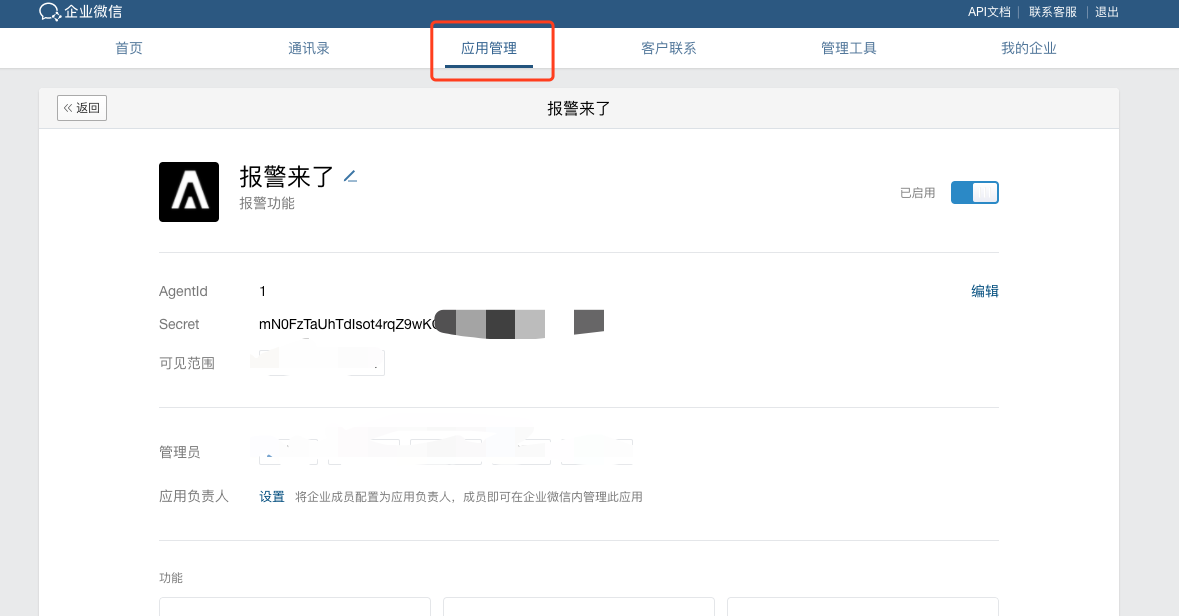 企业微信
API文档 联系客服 退出
首页 通讯录 应用管理 客户联系 管理工具 我的企业
返回 报警来了
报警来了
报警功能
已启用
AgentId 1 编辑
Secret mN0FzTaUhTdIsot4rqZ9wK
可见范围
管理员
应用负责人 设置 将企业成员配置为应用负责人，成员即可在企业微信内管理此应用
功能